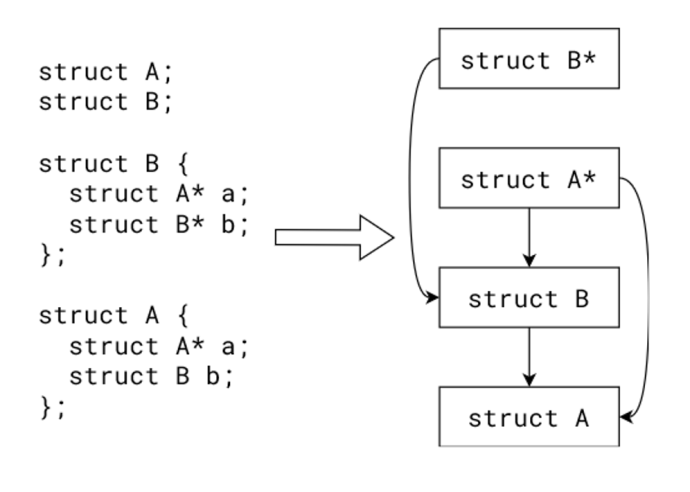 struct A;
struct B;
struct B {
struct A* a;
struct B* b;
};
struct A {
struct A* a;
struct B b;
};
struct B*
struct A*
struct B
struct A